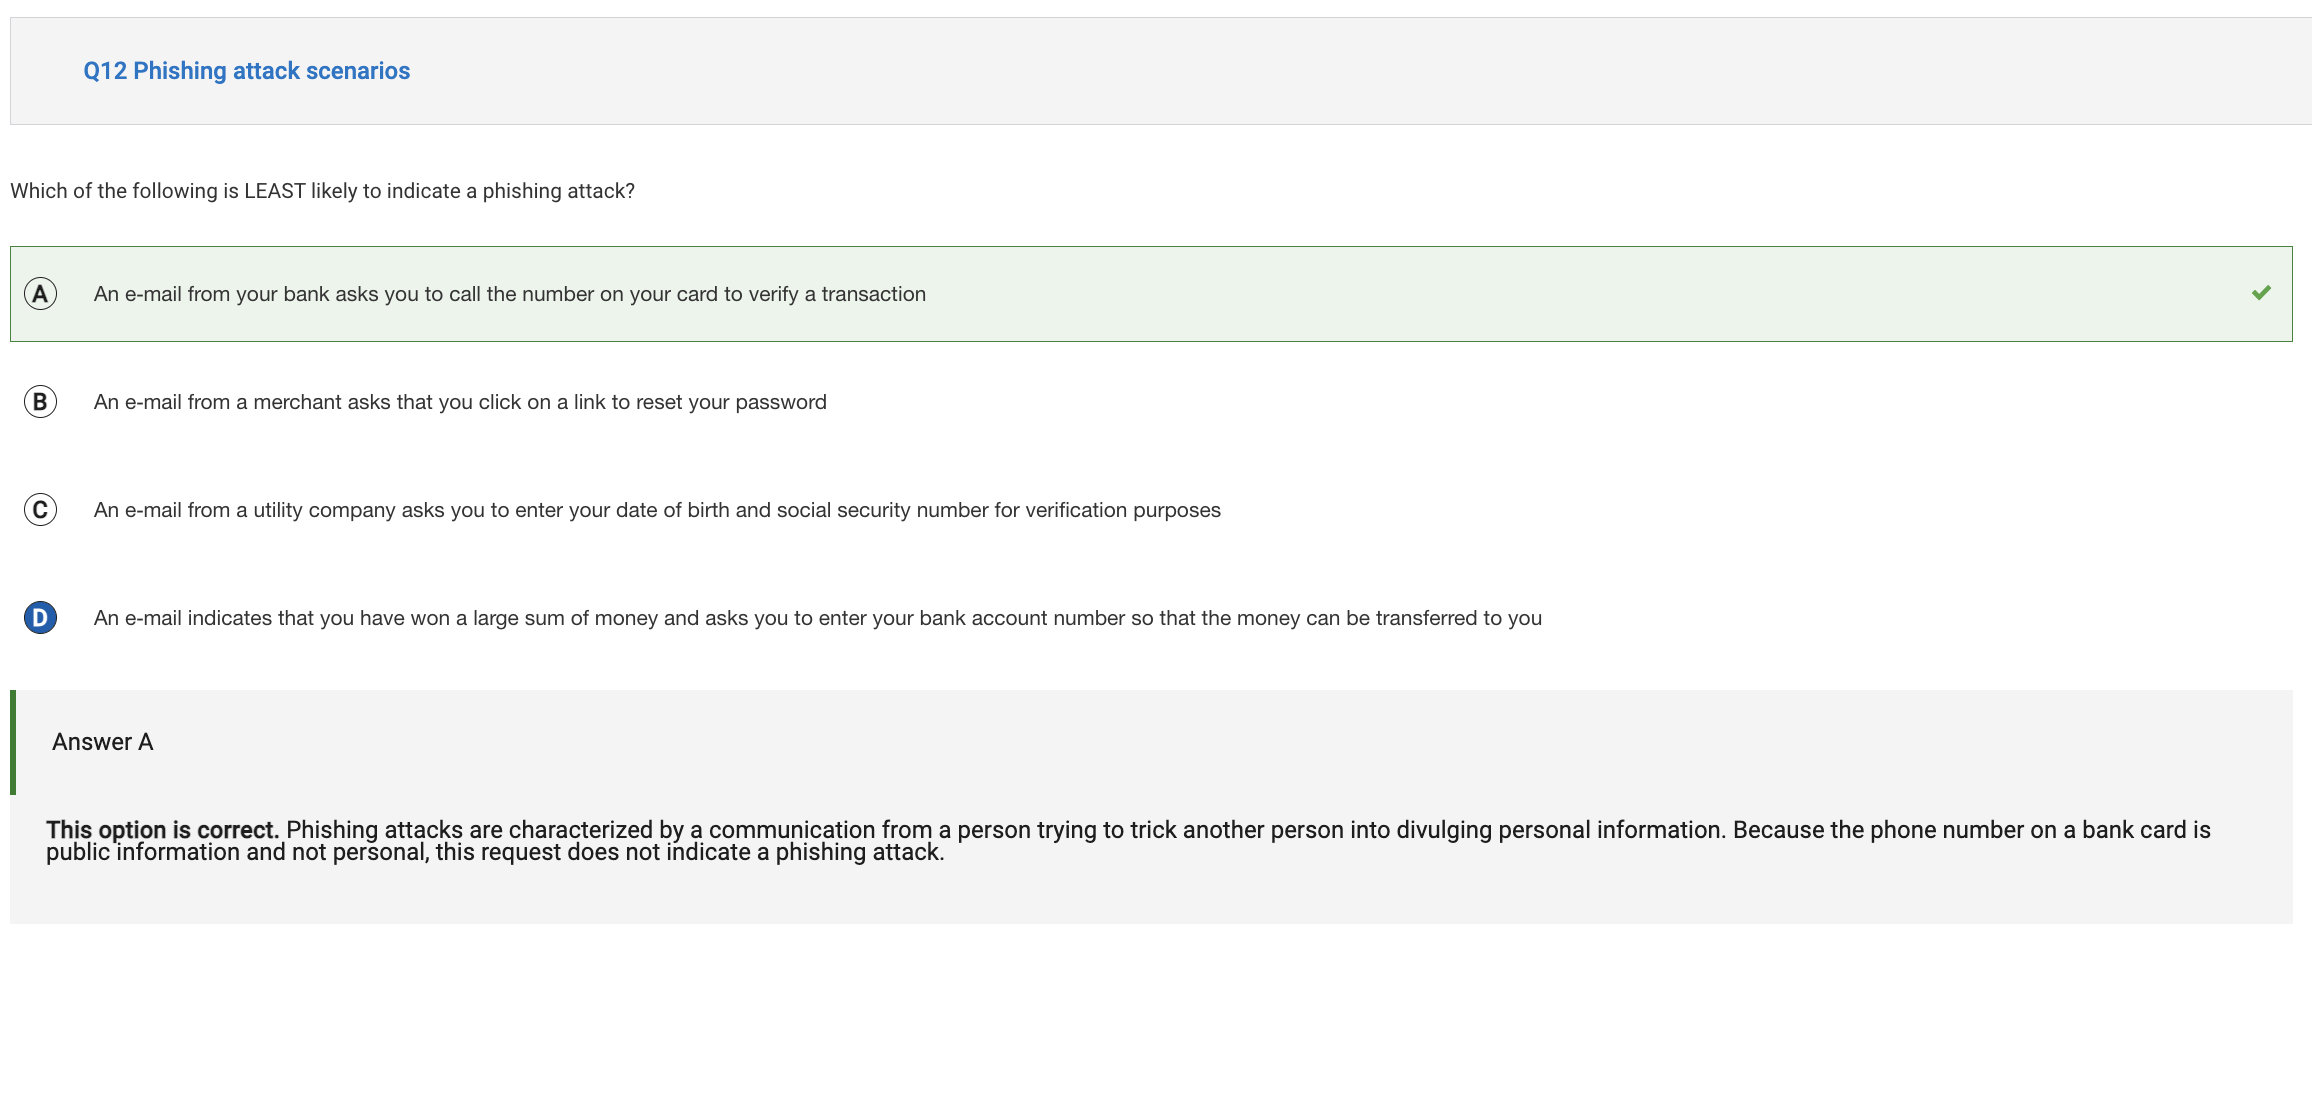 Q12 Phishing attack scenarios
Which of the following is LEAST likely to indicate a phishing attack?
A An e-mail from your bank asks you to call the number on your card to verify a transaction
B An e-mail from a merchant asks that you click on a link to reset your password
C An e-mail from a utility company asks you to enter your date of birth and social security number for verification purposes
D An e-mail indicates that you have won a large sum of money and asks you to enter your bank account number so that the money can be transferred to you
Answer A
This option is correct. Phishing attacks are characterized by a communication from a person trying to trick another person into divulging personal information. Because the phone number on a bank card is
public information and not personal, this request does not indicate a phishing attack.